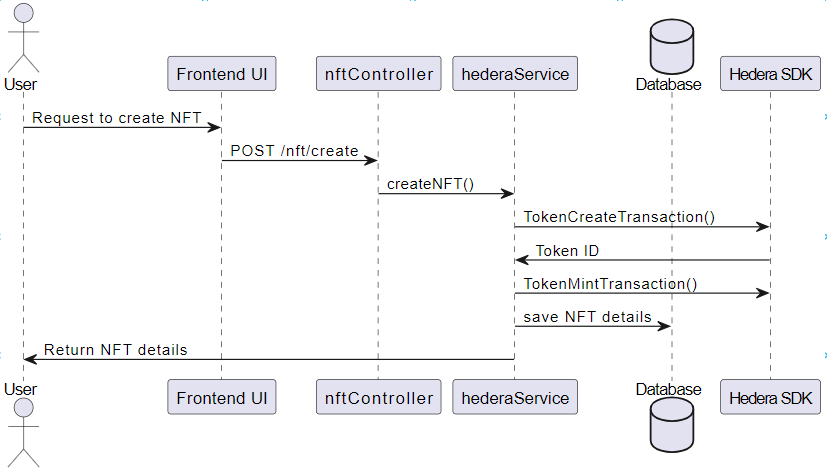 User
Frontend UI
nftController
hederaService
Database
Hedera SDK
Request to create NFT
POST /nft/create
createNFT()
TokenCreateTransaction()
Token ID
TokenMintTransaction()
save NFT details
Return NFT details
User
Frontend UI
nftController
hederaService
Database
Hedera SDK